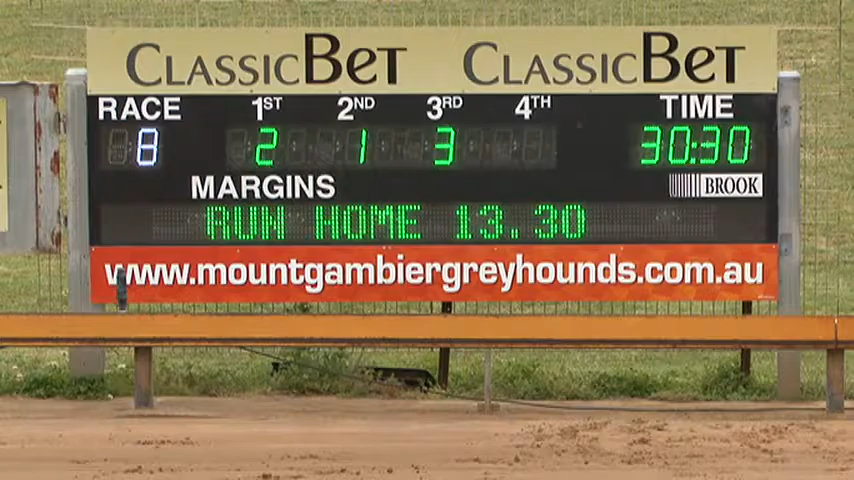 CLASSICBET CLASSICBET
RACE 1ST 2ND 3RD 4TH TIME
8 2 1 3 30:30
MARGINS BROOK
RUN HOME 13.30
www.mountgambiergreyhounds.com.au